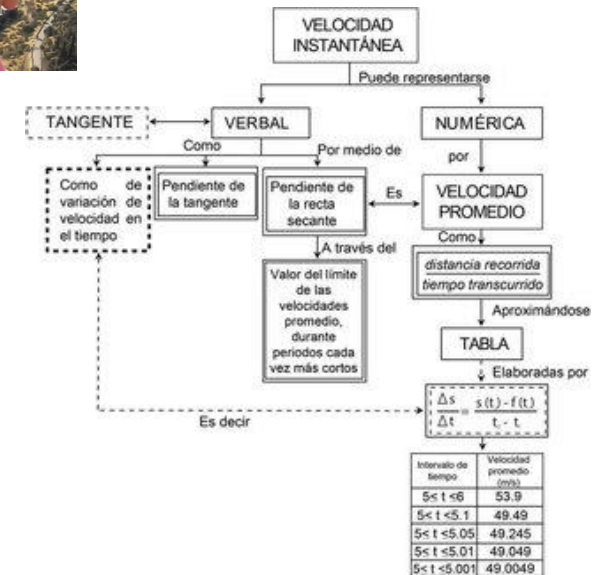 VELOCIDAD
INSTANTÁNEA
Puede representarse
TANGENTE
VERBAL
NUMÉRICA
Como
Por medio de
por
Como de
variación de
velocidad en
el tiempo
Pendiente de
la tangente
Pendiente de
la recta
secante
Es
VELOCIDAD
PROMEDIO
A través del
Como
Valor del límite
de las
velocidades
promedio,
durante
periodos cada
vez más cortos
distancia recorrida
tiempo transcurrido
Aproximándose
TABLA
Elaboradas por
Δs
Δt
=
s(t) - f(t)
Es decir
Intervalo de
tiempo
Velocidad
promedio
(m/s)
5≤ t ≤6 53.9
5≤ t ≤5.1 49.49
5≤ t ≤5.05 49.245
5≤ t ≤5.01 49.049
5≤ t ≤5.001 49.0049